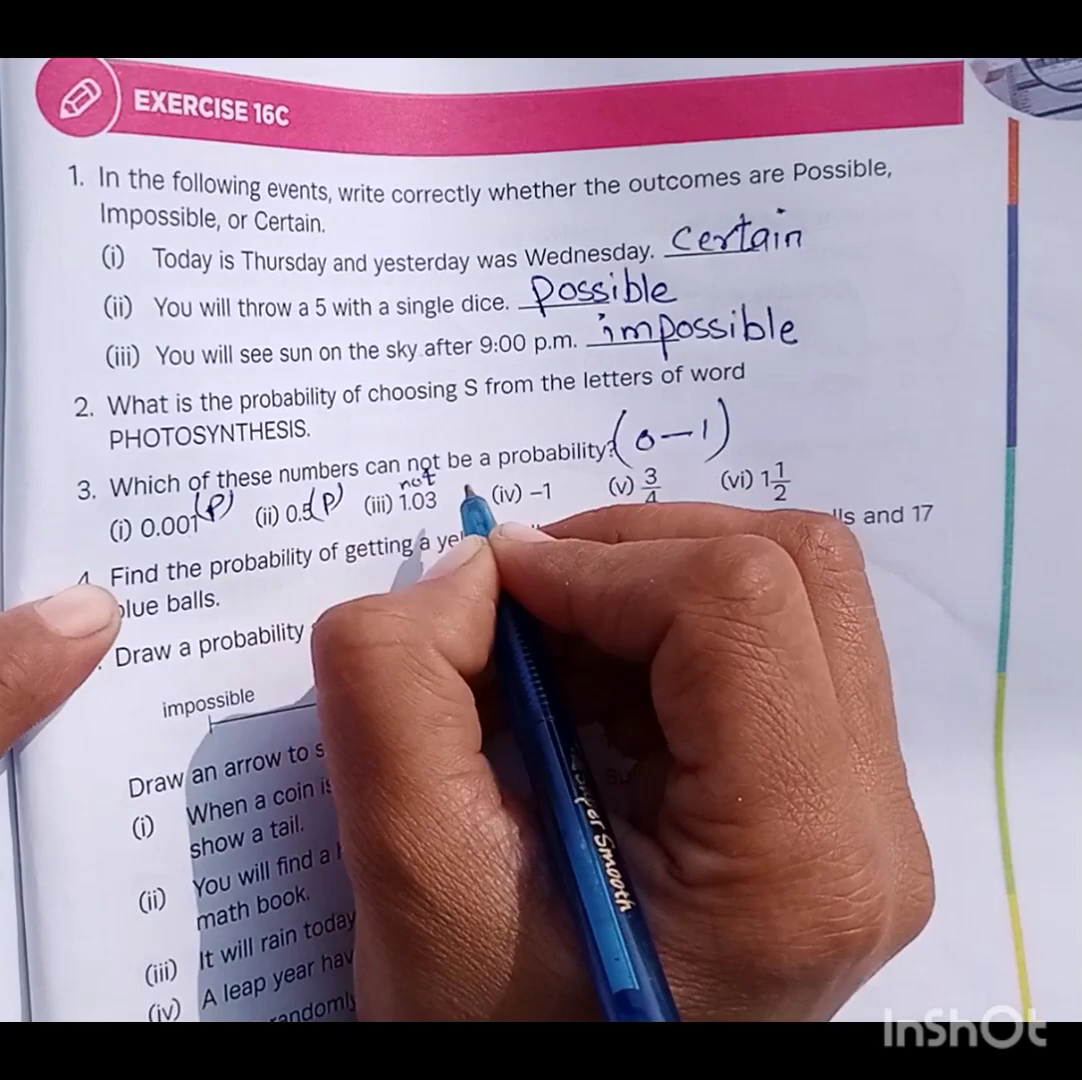 EXERCISE 16C
1. In the following events, write correctly whether the outcomes are Possible,
Impossible, or Certain.
(i) Today is Thursday and yesterday was Wednesday. certain
(ii) You will throw a 5 with a single dice. possible
(iii) You will see sun on the sky after 9:00 p.m. impossible
2. What is the probability of choosing S from the letters of word
PHOTOSYNTHESIS.
3. Which of these numbers can not be a probability? (0-1)
(i) 0.001 (P) (ii) 0.5 (P) (iii) 1.03 not (iv) -1 (v) 3/4 (vi) 1 1/2
Find the probability of getting a yel lls and 17
blue balls.
Draw a probability
impossible
Draw an arrow to s
(i) When a coin is
show a tail.
(ii) You will find a
math book.
(iii) It will rain today
(iv) A leap year hav
randomly
Super Smooth
InShOt